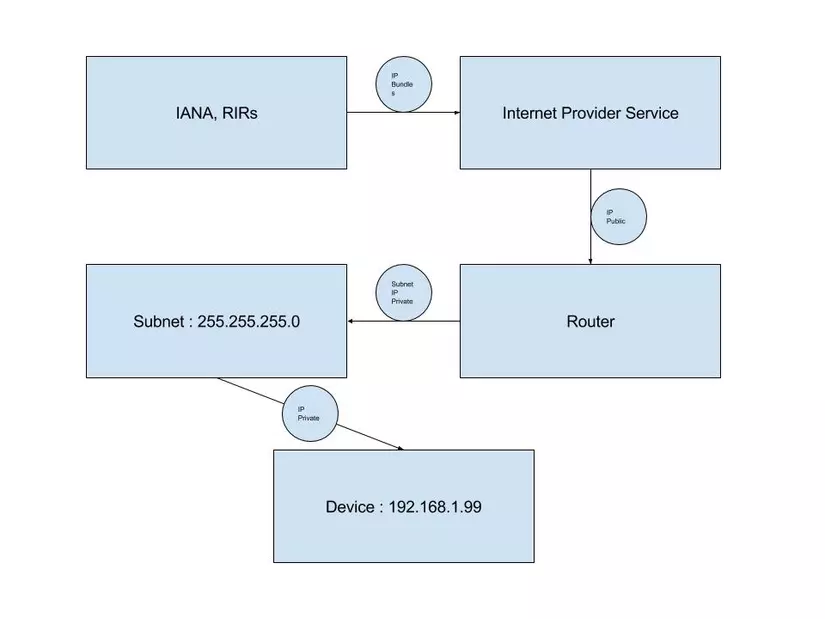 IANA, RIRs
IP
Bundle
s
Internet Provider Service
IP
Public
Router
Subnet
IP
Private
Subnet : 255.255.255.0
IP
Private
Device : 192.168.1.99